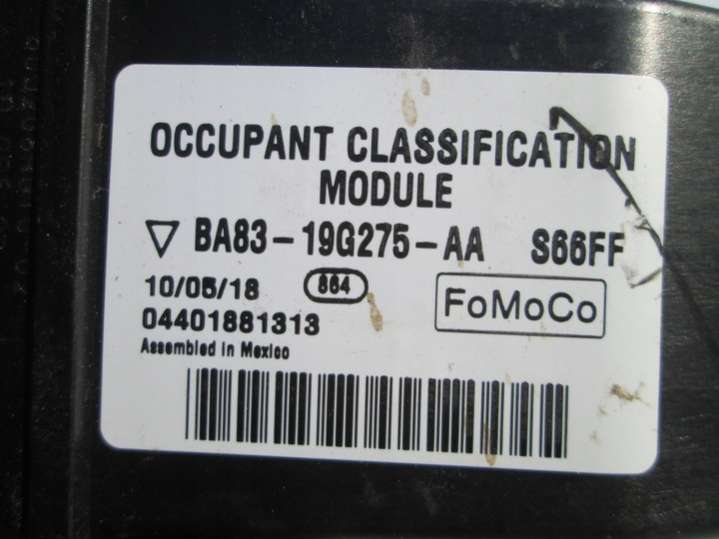 OCCUPANT CLASSIFICATION
MODULE
BA83-19G275-AA S66FF
10/05/18 864
FoMoCo
04401881313
Assembled in Mexico